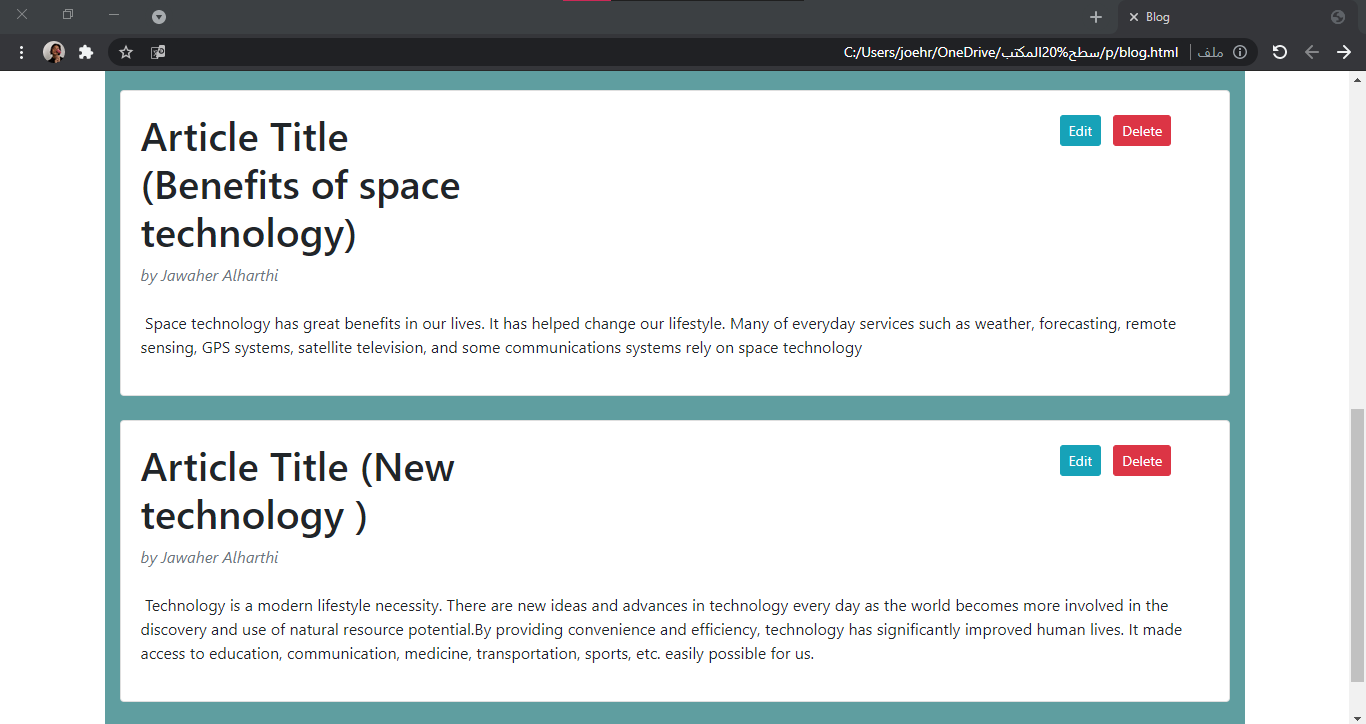 Blog
C:/Users/joehr/OneDrive/سطح%20المكتب/p/blog.html
ملف
Article Title
(Benefits of space
technology)
Edit
Delete
by Jawaher Alharthi
Space technology has great benefits in our lives. It has helped change our lifestyle. Many of everyday services such as weather, forecasting, remote
sensing, GPS systems, satellite television, and some communications systems rely on space technology
Article Title (New
technology )
Edit
Delete
by Jawaher Alharthi
Technology is a modern lifestyle necessity. There are new ideas and advances in technology every day as the world becomes more involved in the
discovery and use of natural resource potential.By providing convenience and efficiency, technology has significantly improved human lives. It made
access to education, communication, medicine, transportation, sports, etc. easily possible for us.